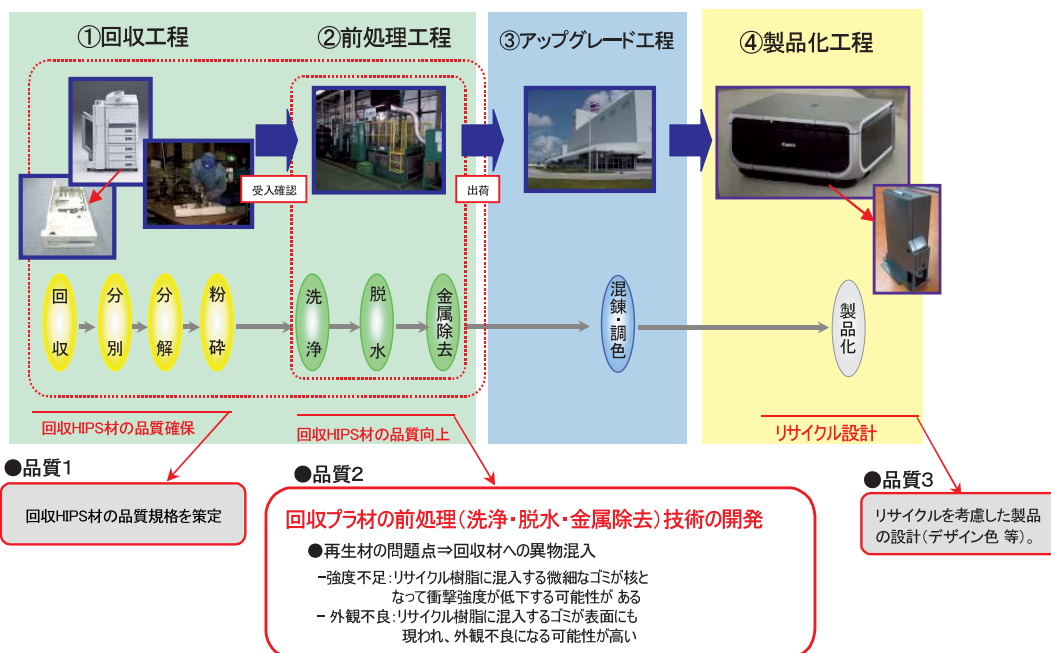 ①回収工程
②前処理工程
③アップグレード工程
④製品化工程
Canon
受入確認
出荷
回収
分別
分解
粉砕
洗浄
脱水
金属除去
混錬・調色
製品化
回収HIPS材の品質確保
回収HIPS材の品質向上
リサイクル設計
●品質1
回収HIPS材の品質規格を策定
●品質2
回収プラ材の前処理(洗浄・脱水・金属除去)技術の開発
●再生材の問題点⇒回収材への異物混入
−強度不足:リサイクル樹脂に混入する微細なゴミが核と
なって衝撃強度が低下する可能性が ある
− 外観不良:リサイクル樹脂に混入するゴミが表面にも
現われ、外観不良になる可能性が高い
●品質3
リサイクルを考慮した製品
の設計(デザイン色 等)。